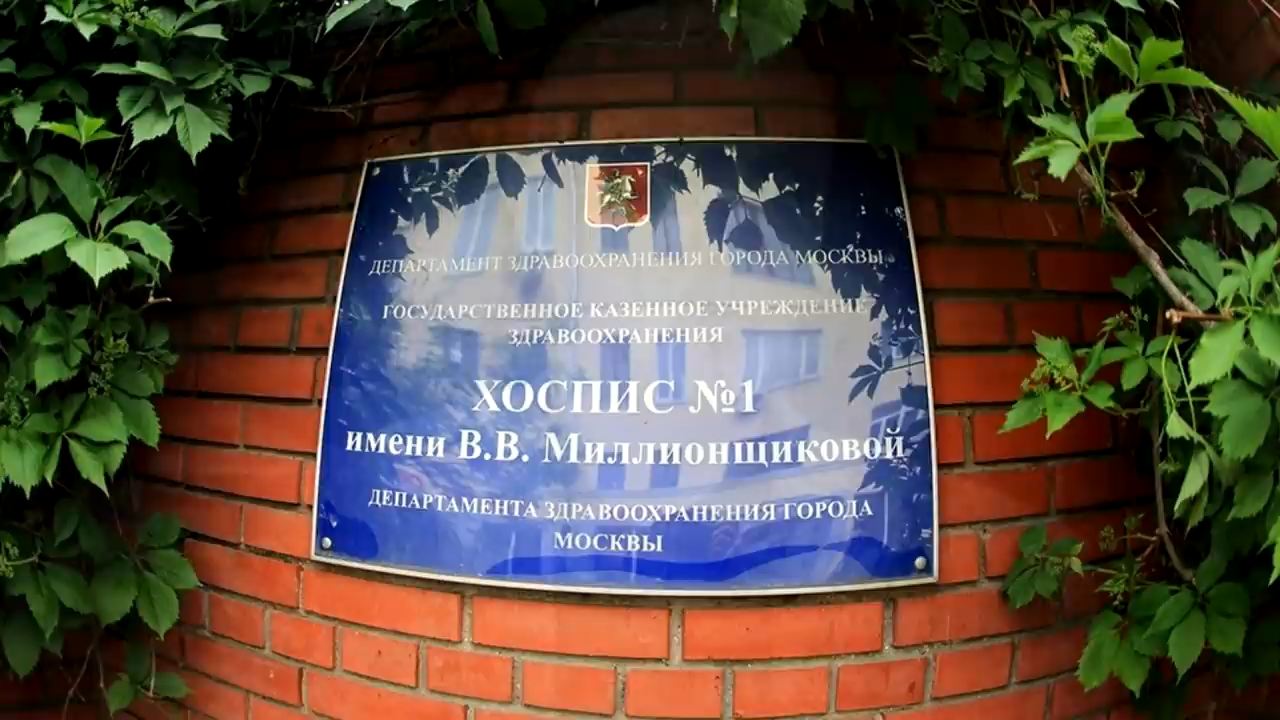 ДЕПАРТАМЕНТ ЗДРАВООХРАНЕНИЯ ГОРОДА МОСКВЫ
ГОСУДАРСТВЕННОЕ КАЗЕННОЕ УЧРЕЖДЕНИЕ
ЗДРАВООХРАНЕНИЯ
ХОСПИС №1
имени В.В. Миллионщиковой
ДЕПАРТАМЕНТА ЗДРАВООХРАНЕНИЯ ГОРОДА
МОСКВЫ